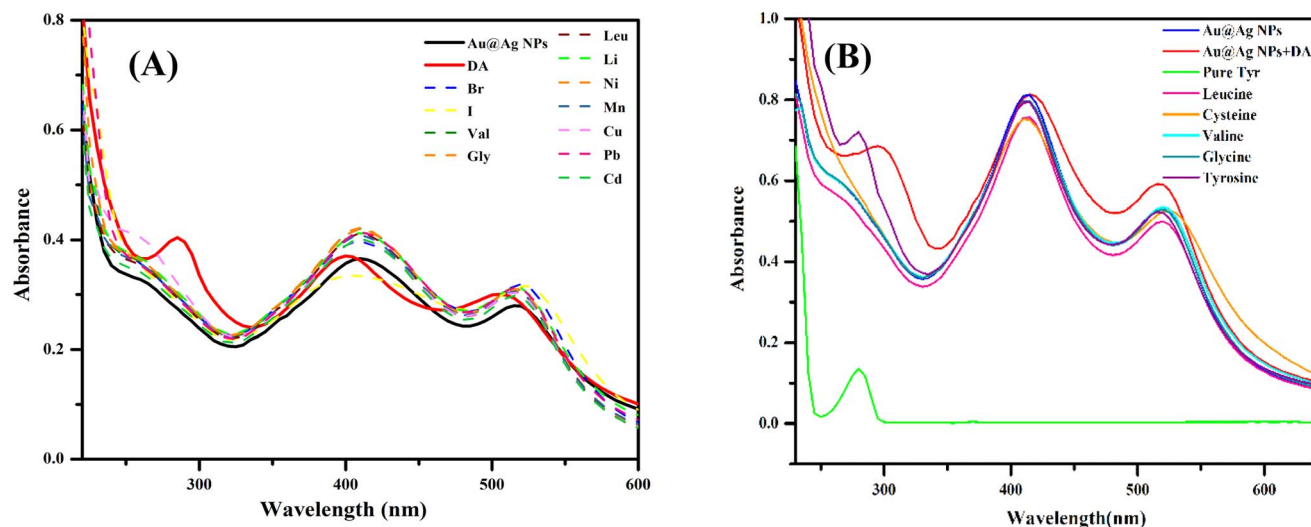 (A)
Au@Ag NPs
DA
Br
I
Val
Gly
Leu
Li
Ni
Mn
Cu
Pb
Cd
0.8
0.6
0.4
0.2
0.0
300
400
500
600
Absorbance
Wavelength (nm)
(B)
Au@Ag NPs
Au@Ag NPs+DA
Pure Tyr
Leucine
Cysteine
Valine
Glycine
Tyrosine
1.0
0.8
0.6
0.4
0.2
0.0
300
400
500
600
Absorbance
Wavelength(nm)